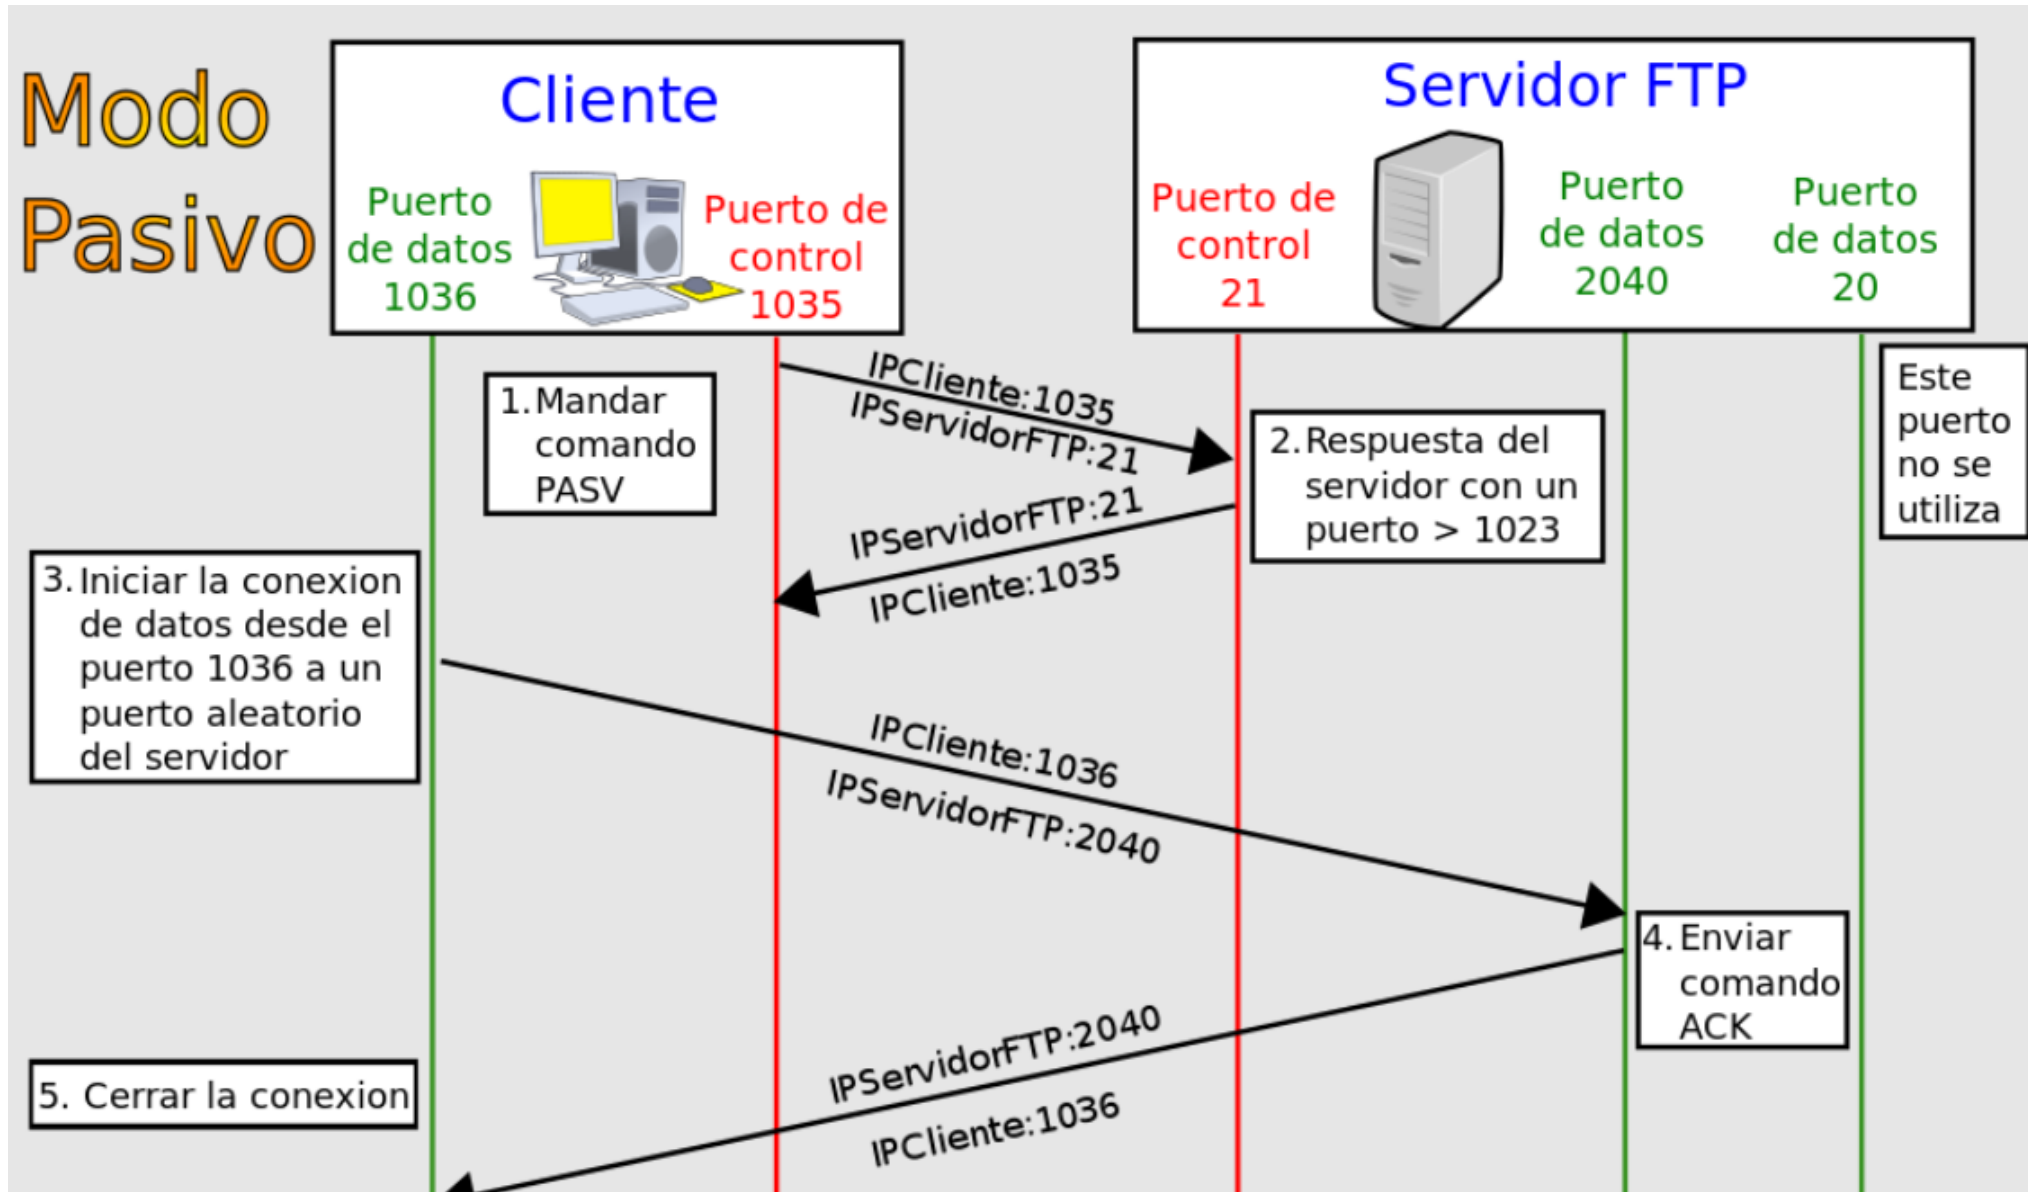 Modo
Pasivo
Cliente
Puerto
de datos
1036
Puerto de
control
1035
Servidor FTP
Puerto de
control
21
Puerto
de datos
2040
Puerto
de datos
20
1. Mandar
comando
PASV
IPCliente:1035
IPServidorFTP:21
2. Respuesta del
servidor con un
puerto > 1023
Este
puerto
no se
utiliza
IPServidorFTP:21
IPCliente:1035
3. Iniciar la conexion
de datos desde el
puerto 1036 a un
puerto aleatorio
del servidor
IPCliente:1036
IPServidorFTP:2040
4. Enviar
comando
ACK
IPServidorFTP:2040
IPCliente:1036
5. Cerrar la conexion